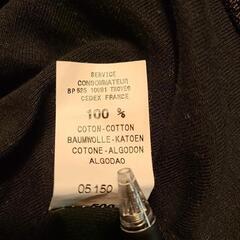 SERVICE
CONSOMMATEUR
BP 525 10081 TROYES
CEDEX FRANCE
100 %
COTON-COTTON
BAUMWOLLE-KATOEN
COTONE-ALGODON
ALGODAO
05150